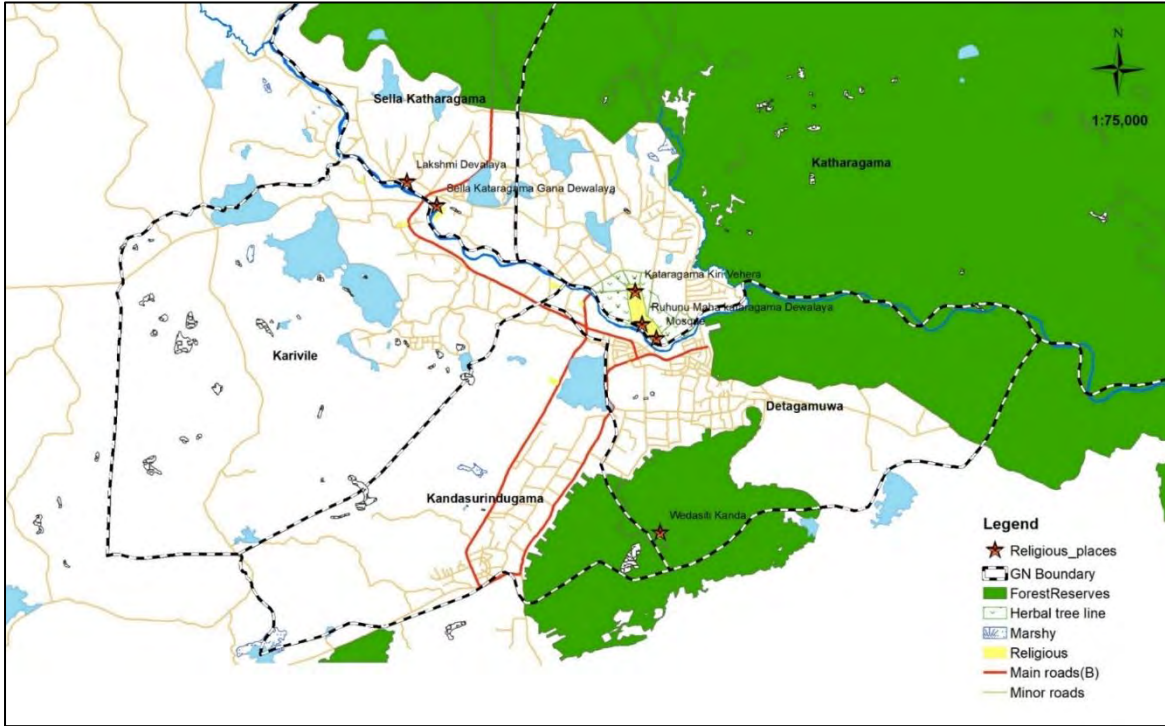 N
1:75,000
Sella Katharagama
Katharagama
Lakshmi Devalaya
Sella Kataragama Gana Dewalaya
Kataragama Kiri Vehera
Ruhunu Maha kataragama Dewalaya
Mosque
Karivile
Detagamuwa
Kandasurindugama
Wedasiti Kanda
Legend
Religious_places
GN Boundary
ForestReserves
Herbal tree line
Marshy
Religious
Main roads(B)
Minor roads